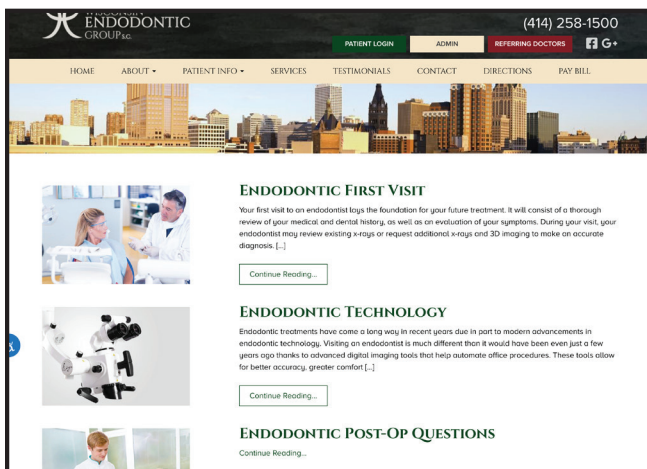 WISCONSIN
ENDODONTIC
GROUP s.c.
(414) 258-1500
PATIENT LOGIN
ADMIN
REFERRING DOCTORS
G+
HOME ABOUT PATIENT INFO SERVICES TESTIMONIALS CONTACT DIRECTIONS PAY BILL
ENDODONTIC FIRST VISIT
Your first visit to an endodontist lays the foundation for your future treatment. It will consist of a thorough
review of your medical and dental history, as well as an evaluation of your symptoms. During your visit, your
endodontist may review existing x-rays or request additional x-rays and 3D imaging to make an accurate
diagnosis. [...]
Continue Reading...
ENDODONTIC TECHNOLOGY
Endodontic treatments have come a long way in recent years due in part to modern advancements in
endodontic technology. Visiting an endodontist is much different than it would have been even just a few
years ago thanks to advanced digital imaging tools that help automate office procedures. These tools allow
for better accuracy, greater comfort [...]
Continue Reading...
ENDODONTIC POST-OP QUESTIONS
Continue Reading...